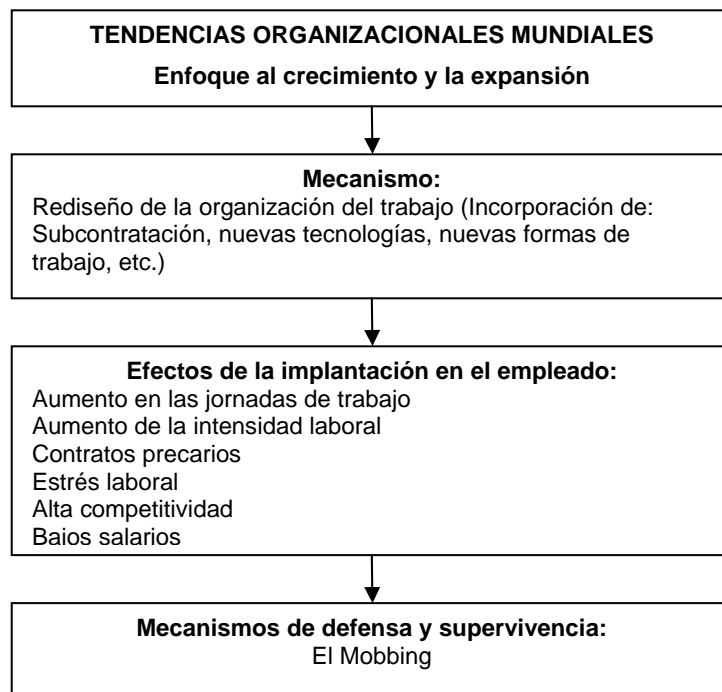 TENDENCIAS ORGANIZACIONALES MUNDIALES
Enfoque al crecimiento y la expansión
Mecanismo:
Rediseño de la organización del trabajo (Incorporación de:
Subcontratación, nuevas tecnologías, nuevas formas de
trabajo, etc.)
Efectos de la implantación en el empleado:
Aumento en las jornadas de trabajo
Aumento de la intensidad laboral
Contratos precarios
Estrés laboral
Alta competitividad
Baios salarios
Mecanismos de defensa y supervivencia:
El Mobbing